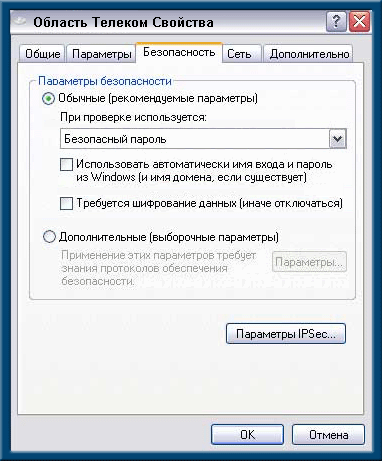 Область Телеком Свойства
Общие Параметры Безопасность Сеть Дополнительно
Параметры безопасности
Обычные (рекомендуемые параметры)
При проверке используется:
Безопасный пароль
Использовать автоматически имя входа и пароль
из Windows (и имя домена, если существует)
Требуется шифрование данных (иначе отключаться)
Дополнительные (выборочные параметры)
Применение этих параметров требует
знания протоколов обеспечения
безопасности.
Параметры...
Параметры IPSec...
OK Отмена